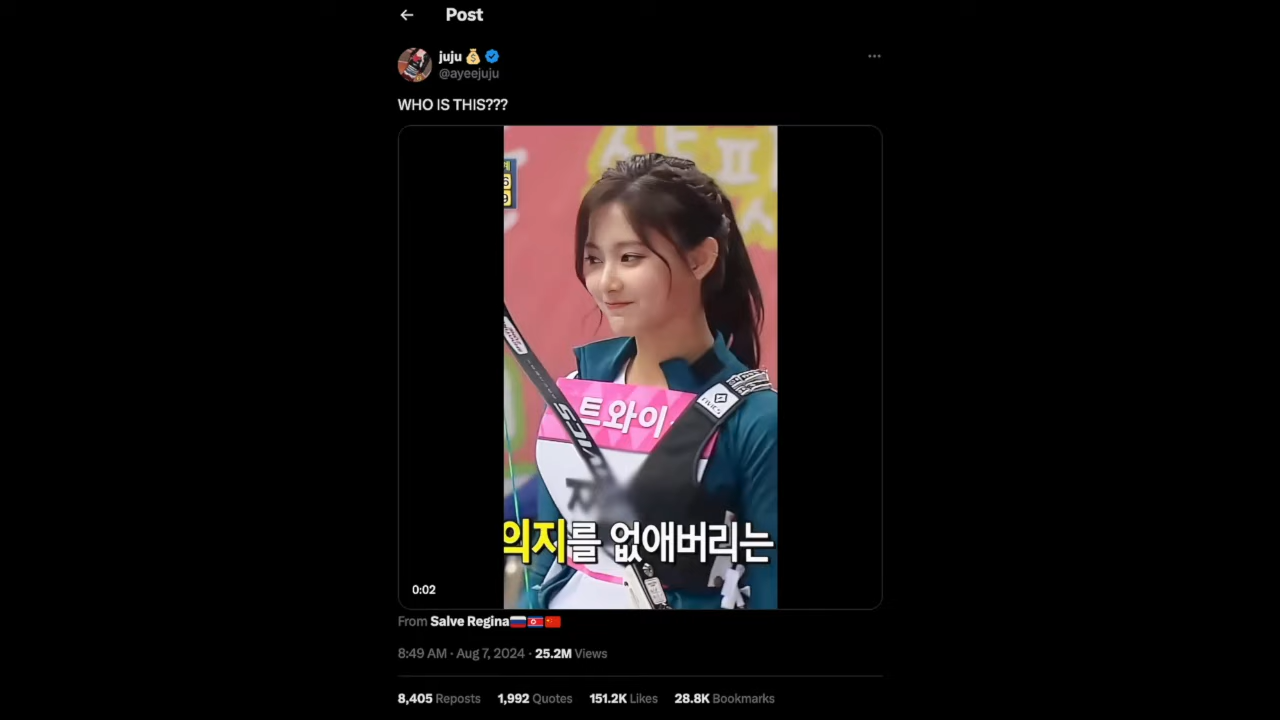 Post
juju 💰
@ayeejuju
WHO IS THIS???
트와이
의지를 없애버리는
0:02
From Salve Regina🇷🇺🇰🇵🇨🇳
8:49 AM · Aug 7, 2024 · 25.2M Views
8,405 Reposts 1,992 Quotes 151.2K Likes 28.8K Bookmarks